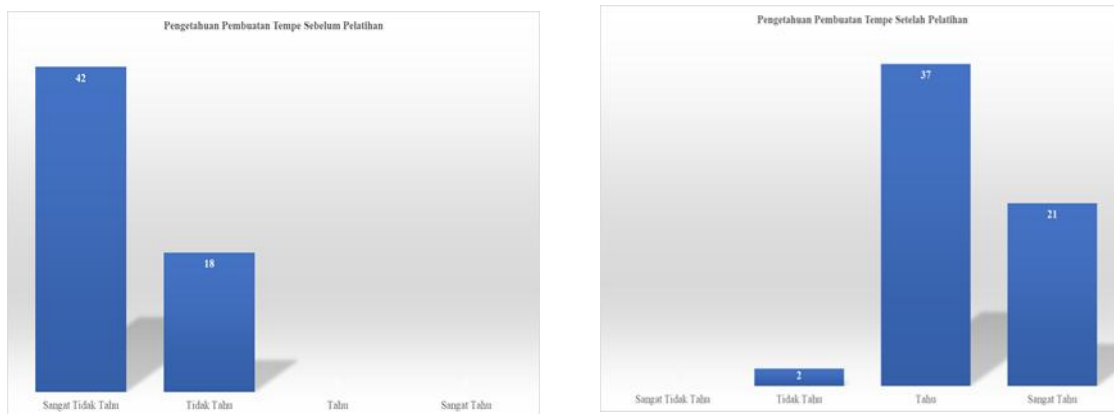 Pengetahuan Pembuatan Tempe Sebelum Pelatihan
42
18
Sangat Tidak Tahu Tidak Tahu Tahu Sangat Tahu
Pengetahuan Pembuatan Tempe Setelah Pelatihan
37
21
2
Sangat Tidak Tahu Tidak Tahu Tahu Sangat Tahu